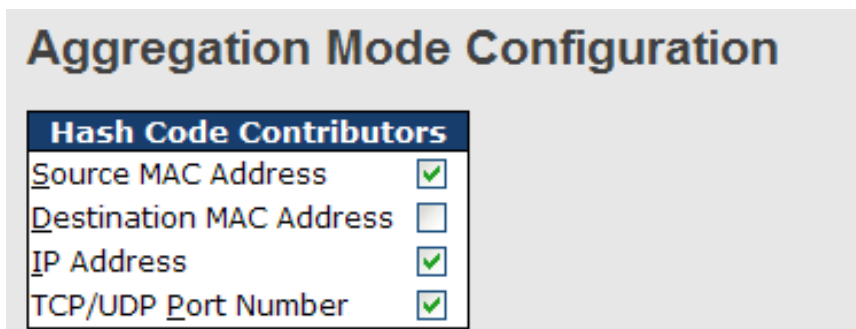 Aggregation Mode Configuration
Hash Code Contributors
Source MAC Address
Destination MAC Address
IP Address
TCP/UDP Port Number